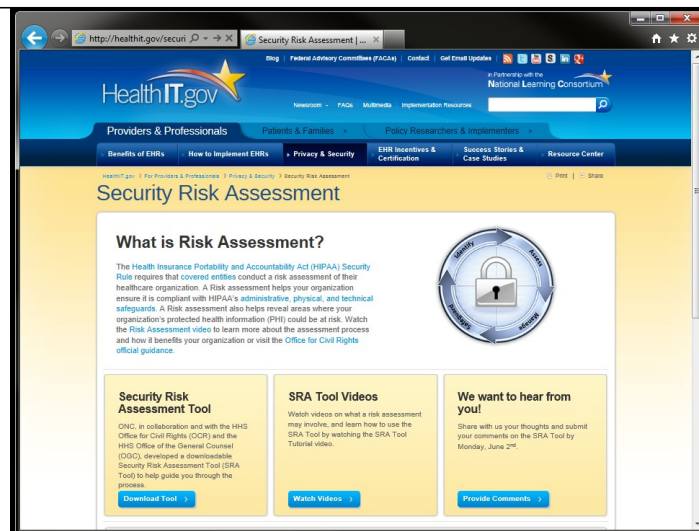 http://healthit.gov/securi
Security Risk Assessment | ...
Blog | Federal Advisory Committees (FACAs) | Contact | Get Email Updates
in Partnership with the
National Learning Consortium
HealthIT.gov
Newsroom FAQs Multimedia Implementation Resources
Providers & Professionals Patients & Families Policy Researchers & Implementers
Benefits of EHRs How to Implement EHRs Privacy & Security EHR Incentives & Certification Success Stories & Case Studies Resource Center
HealthIT.gov For Providers & Professionals Privacy & Security Security Risk Assessment Print | Share
Security Risk Assessment
What is Risk Assessment?
The Health Insurance Portability and Accountability Act (HIPAA) Security
Rule requires that covered entities conduct a risk assessment of their
healthcare organization. A Risk assessment helps your organization
ensure it is compliant with HIPAA's administrative, physical, and technical
safeguards. A Risk assessment also helps reveal areas where your
organization's protected health information (PHI) could be at risk. Watch
the Risk Assessment video to learn more about the assessment process
and how it benefits your organization or visit the Office for Civil Rights
official guidance.
Identify
Assess
Manage
Safeguard
Security Risk
Assessment Tool
ONC, in collaboration with the HHS
Office for Civil Rights (OCR) and the
HHS Office of the General Counsel
(OGC), developed a downloadable
Security Risk Assessment Tool (SRA
Tool) to help guide you through the
process.
Download Tool
SRA Tool Videos
Watch videos on what a risk assessment
may involve, and learn how to use the
SRA Tool by watching the SRA Tool
Tutorial video.
Watch Videos
We want to hear from
you!
Share with us your thoughts and submit
your comments on the SRA Tool by
Monday, June 2nd.
Provide Comments